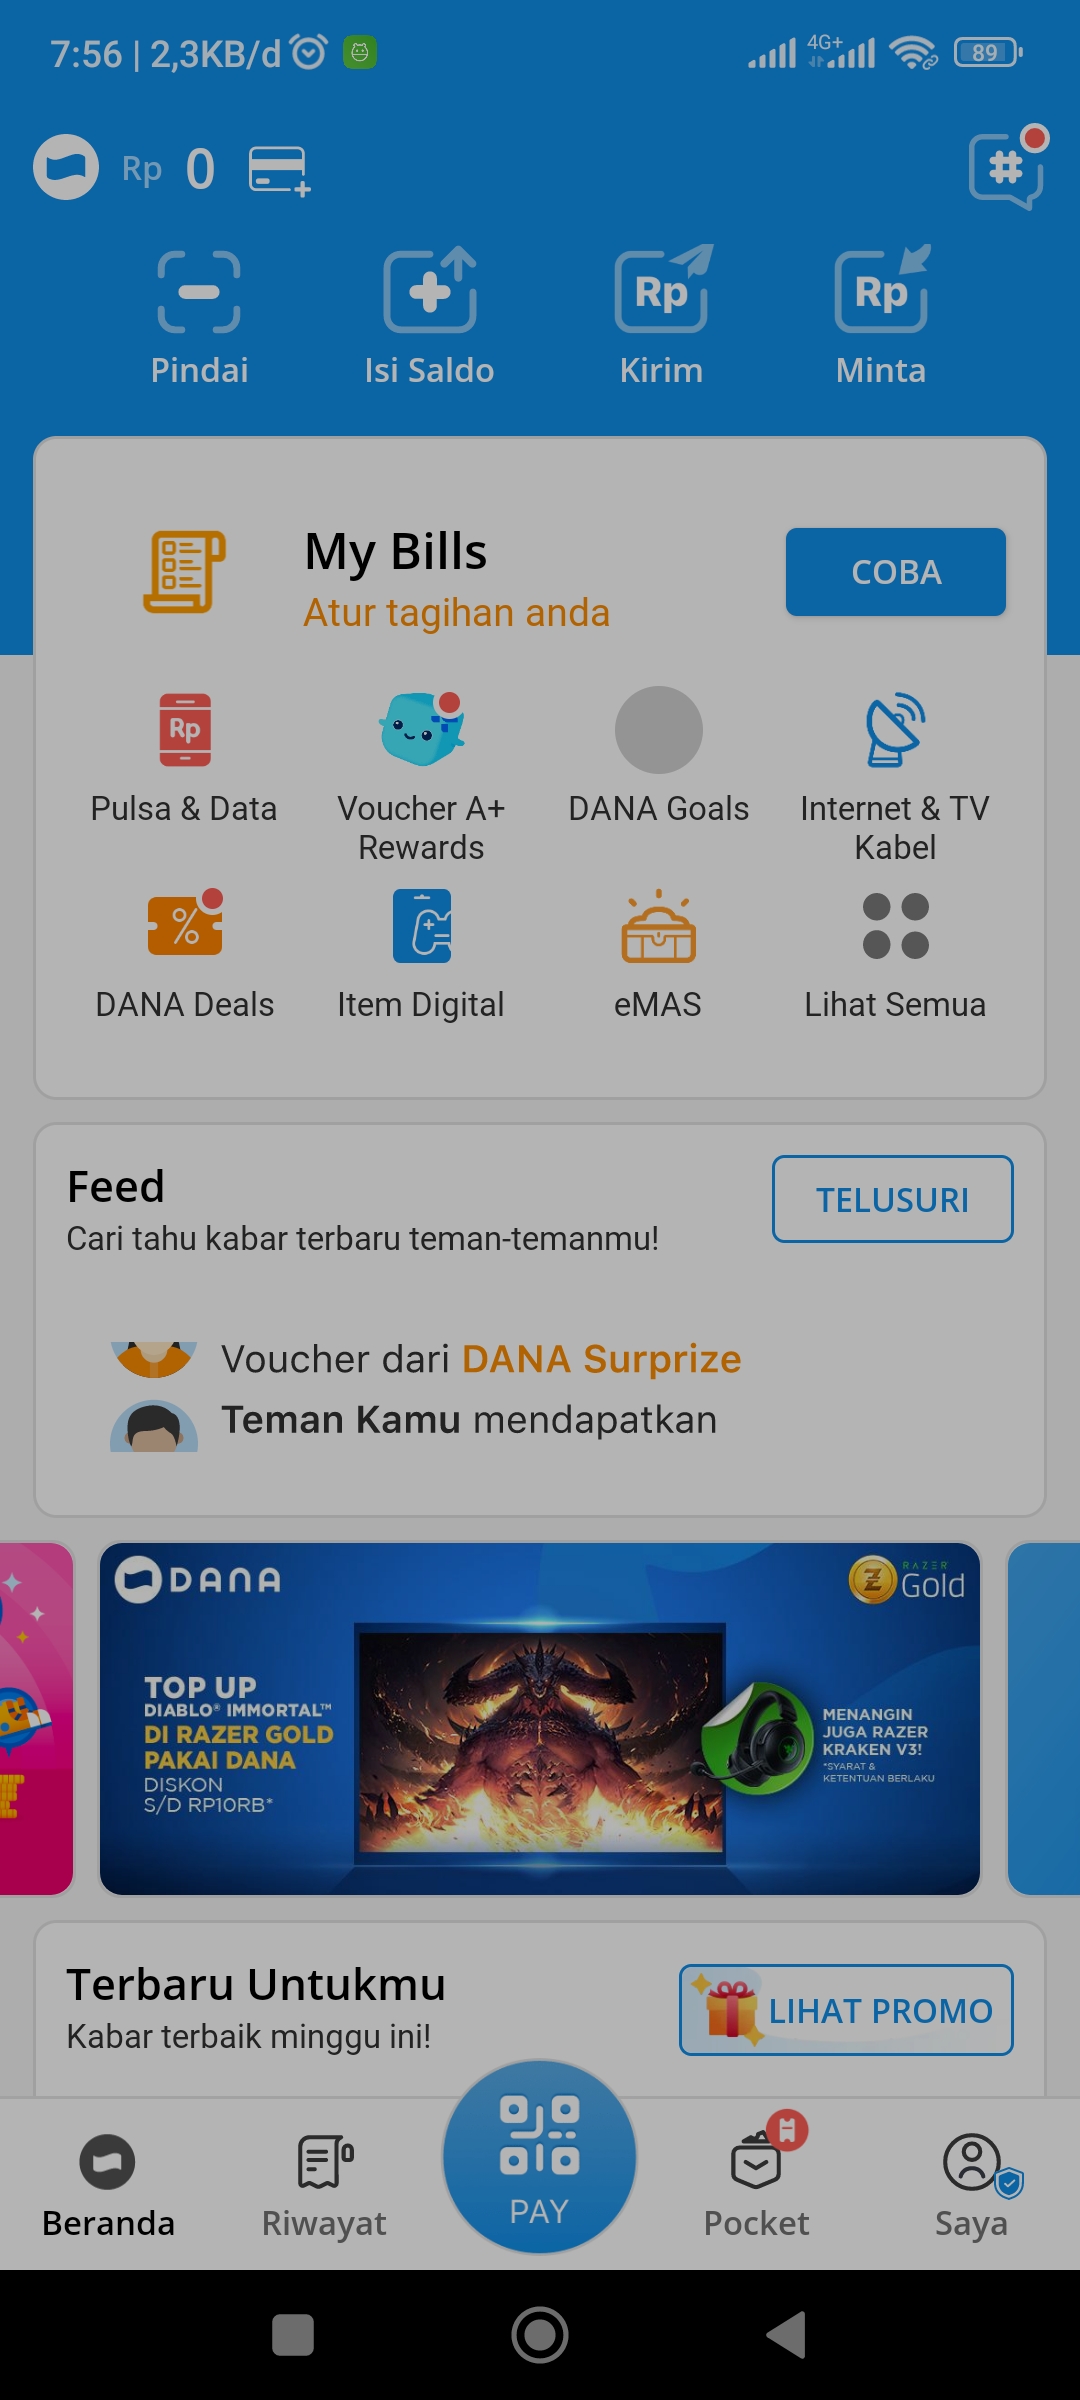 7:56 | 2,3KB/d
4G+
89
Rp 0
Pindai
Isi Saldo
Rp
Kirim
Rp
Minta
My Bills
Atur tagihan anda
COBA
Rp
Pulsa & Data
Voucher A+
Rewards
DANA Goals
Internet & TV
Kabel
DANA Deals
Item Digital
eMAS
Lihat Semua
Feed
Cari tahu kabar terbaru teman-temanmu!
TELUSURI
Voucher dari DANA Surprize
Teman Kamu mendapatkan
DANA
RAZER
Gold
TOP UP
DIABLO® IMMORTAL™
DI RAZER GOLD
PAKAI DANA
DISKON
S/D RP10RB*
MENANGIN
JUGA RAZER
KRAKEN V3!
*SYARAT &
KETENTUAN BERLAKU
Terbaru Untukmu
Kabar terbaik minggu ini!
LIHAT PROMO
Beranda
Riwayat
PAY
Pocket
Saya